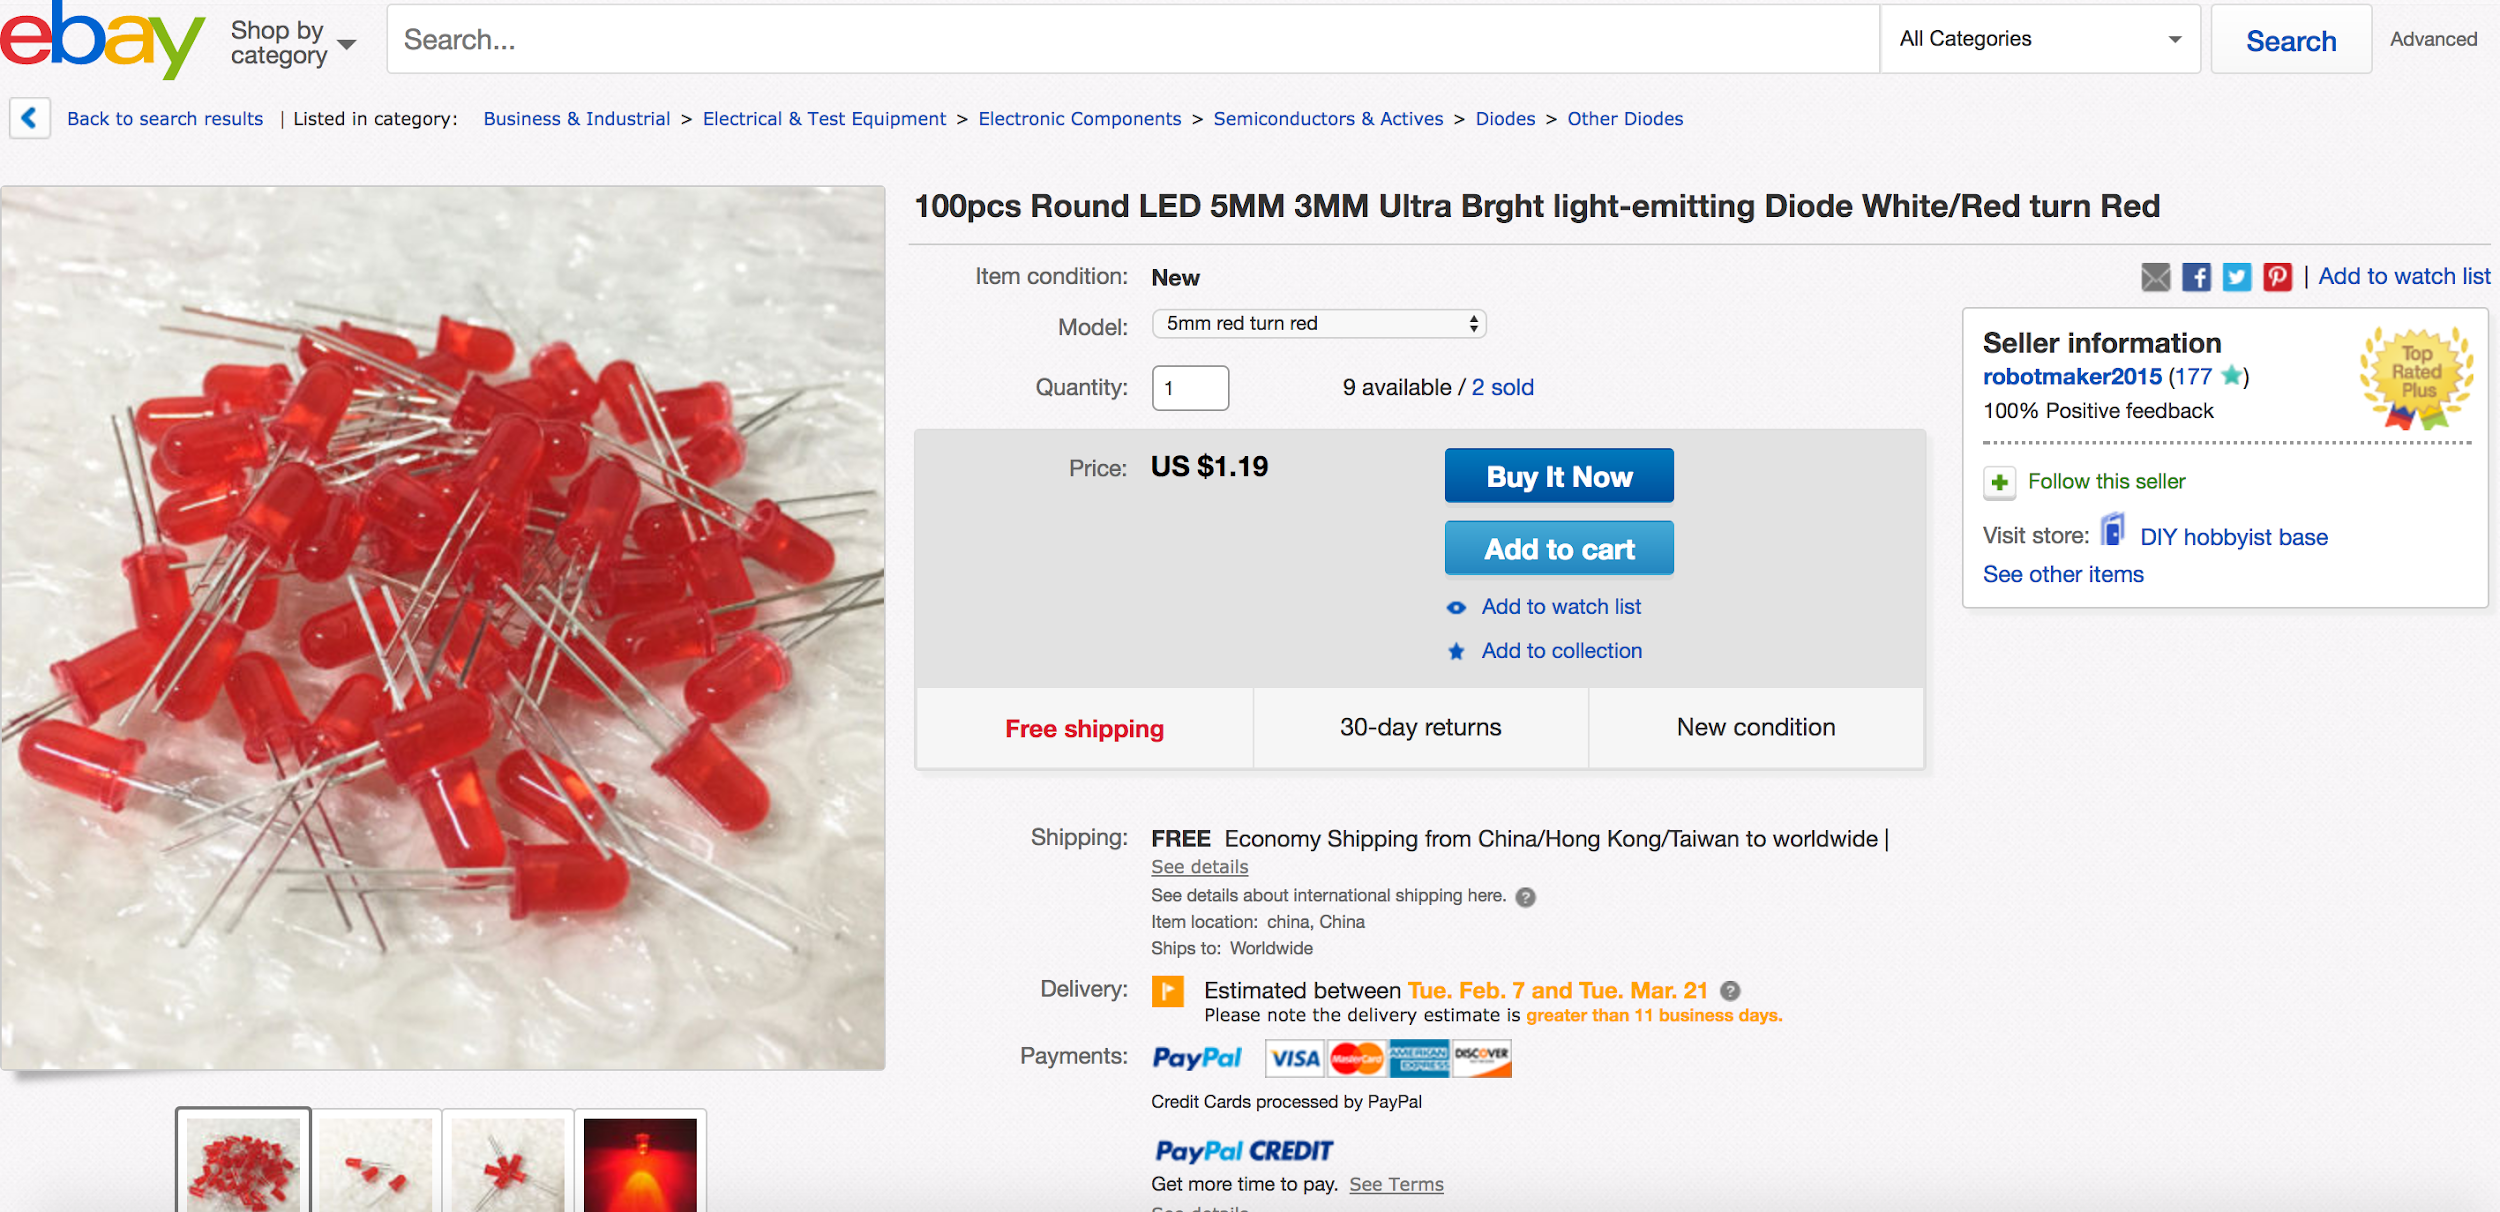 ebay
Shop by
category
Search...
All Categories
Search
Advanced
Back to search results | Listed in category: Business & Industrial > Electrical & Test Equipment > Electronic Components > Semiconductors & Actives > Diodes > Other Diodes
100pcs Round LED 5MM 3MM Ultra Brght light-emitting Diode White/Red turn Red
Item condition: New
| Add to watch list
Model: 5mm red turn red
Quantity: 1 9 available / 2 sold
Price: US $1.19
Buy It Now
Add to cart
Add to watch list
Add to collection
Free shipping
30-day returns
New condition
Seller information
robotmaker2015 (177 )
100% Positive feedback
Top
Rated
Plus
Follow this seller
Visit store: DIY hobbyist base
See other items
Shipping: FREE Economy Shipping from China/Hong Kong/Taiwan to worldwide |
See details
See details about international shipping here. ?
Item location: china, China
Ships to: Worldwide
Delivery: Estimated between Tue. Feb. 7 and Tue. Mar. 21 ?
Please note the delivery estimate is greater than 11 business days.
Payments: PayPal VISA MasterCard AMERICAN EXPRESS DISCOVER
Credit Cards processed by PayPal
PayPal CREDIT
Get more time to pay. See Terms
See details